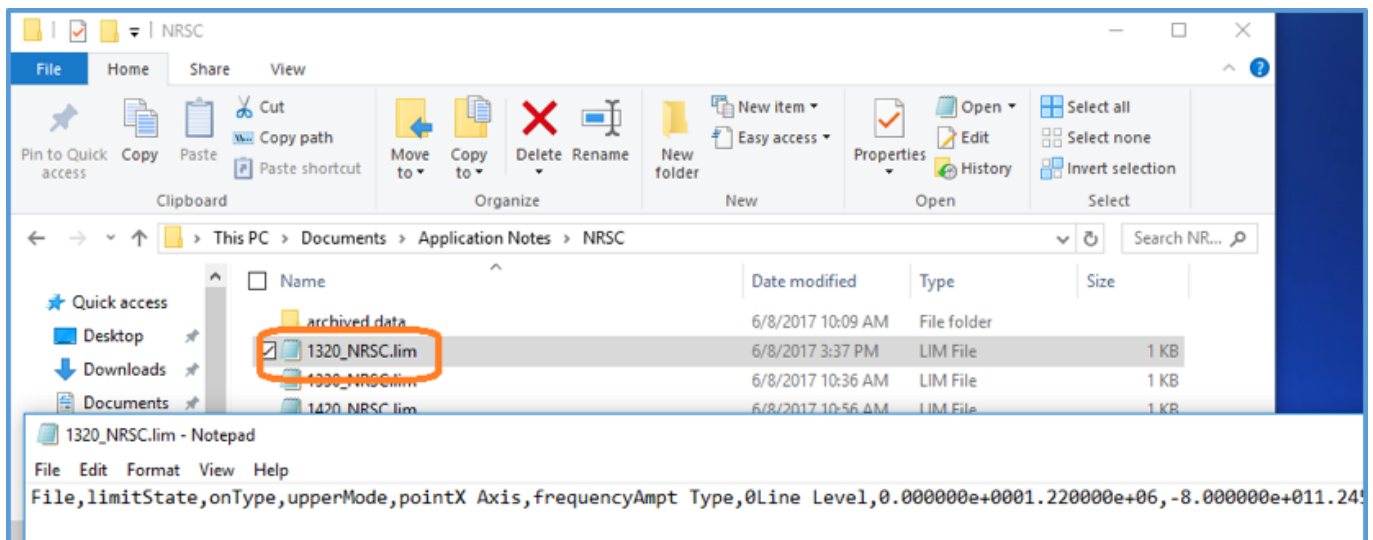 NRSC
File Home Share View
Pin to Quick access
Copy
Paste
Cut
Copy path
Paste shortcut
Move to
Copy to
Delete
Rename
New folder
New item
Easy access
Properties
Open
Edit
History
Select all
Select none
Invert selection
Clipboard Organize New Open Select
This PC > Documents > Application Notes > NRSC
Search NR...
Name Date modified Type Size
Quick access
Desktop
Downloads
Documents
archived data 6/8/2017 10:09 AM File folder
1320_NRSC.lim 6/8/2017 3:37 PM LIM File 1 KB
1330_NRSC.lim 6/8/2017 10:36 AM LIM File 1 KB
1420_NRSC.lim 6/8/2017 10:56 AM LIM File 1 KB
1320_NRSC.lim - Notepad
File Edit Format View Help
File,limitState,onType,upperMode,pointX Axis,frequencyAmpt Type,0Line Level,0.000000e+0001.220000e+06,-8.000000e+011.245